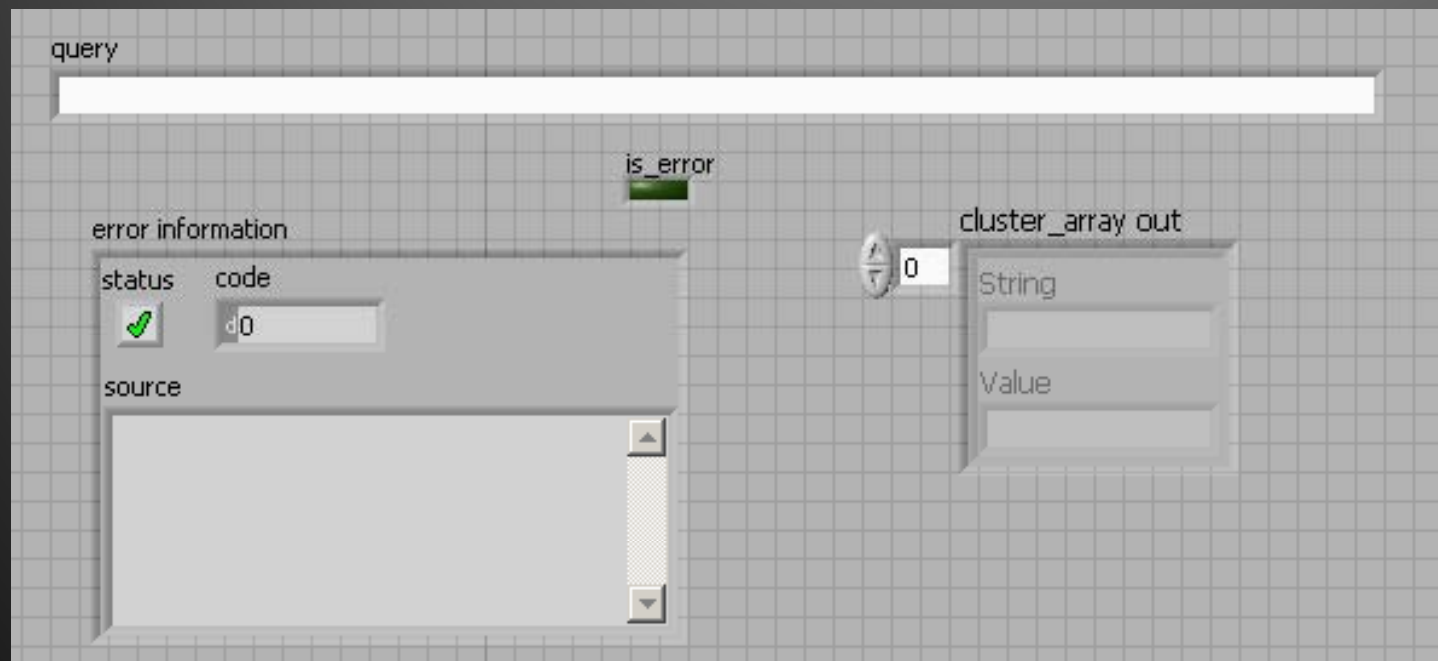 query
is_error
error information
cluster_array out
status
code
0
String
d0
Value
source